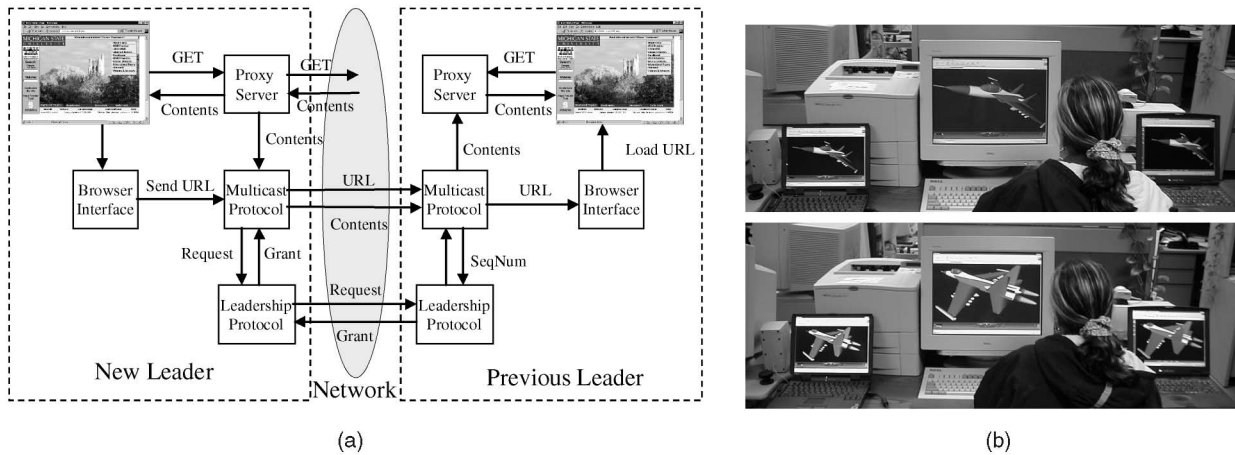 MICHIGAN STATE
GET
Contents
Proxy
Server
GET
Contents
Contents
Browser
Interface
Send URL
Multicast
Protocol
Request
Grant
Leadership
Protocol
New Leader
URL
Contents
Request
Grant
Network
Proxy
Server
GET
Contents
Contents
Load URL
Multicast
Protocol
URL
Browser
Interface
SeqNum
Leadership
Protocol
Previous Leader
(a)
(b)